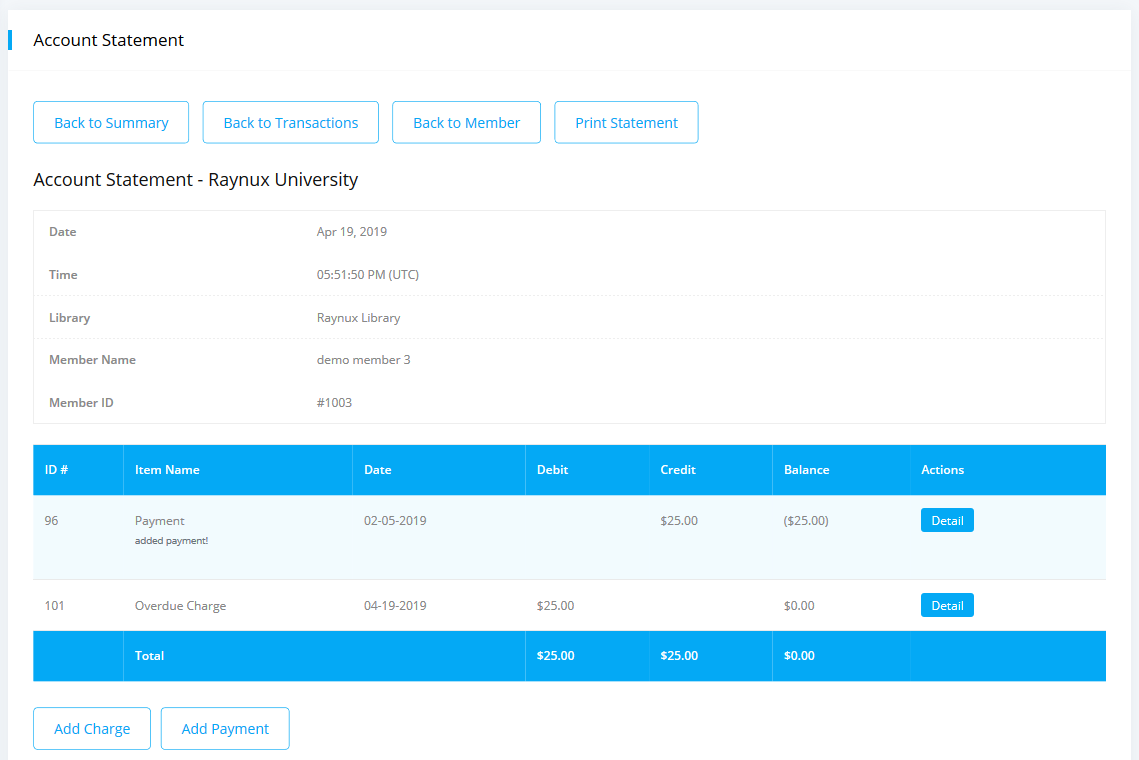 Account Statement
Back to Summary Back to Transactions Back to Member Print Statement
Account Statement - Raynux University
Date Apr 19, 2019
Time 05:51:50 PM (UTC)
Library Raynux Library
Member Name demo member 3
Member ID #1003
ID # Item Name Date Debit Credit Balance Actions
96 Payment 02-05-2019 $25.00 ($25.00) Detail
added payment!
101 Overdue Charge 04-19-2019 $25.00 $0.00 Detail
Total $25.00 $25.00 $0.00
Add Charge Add Payment